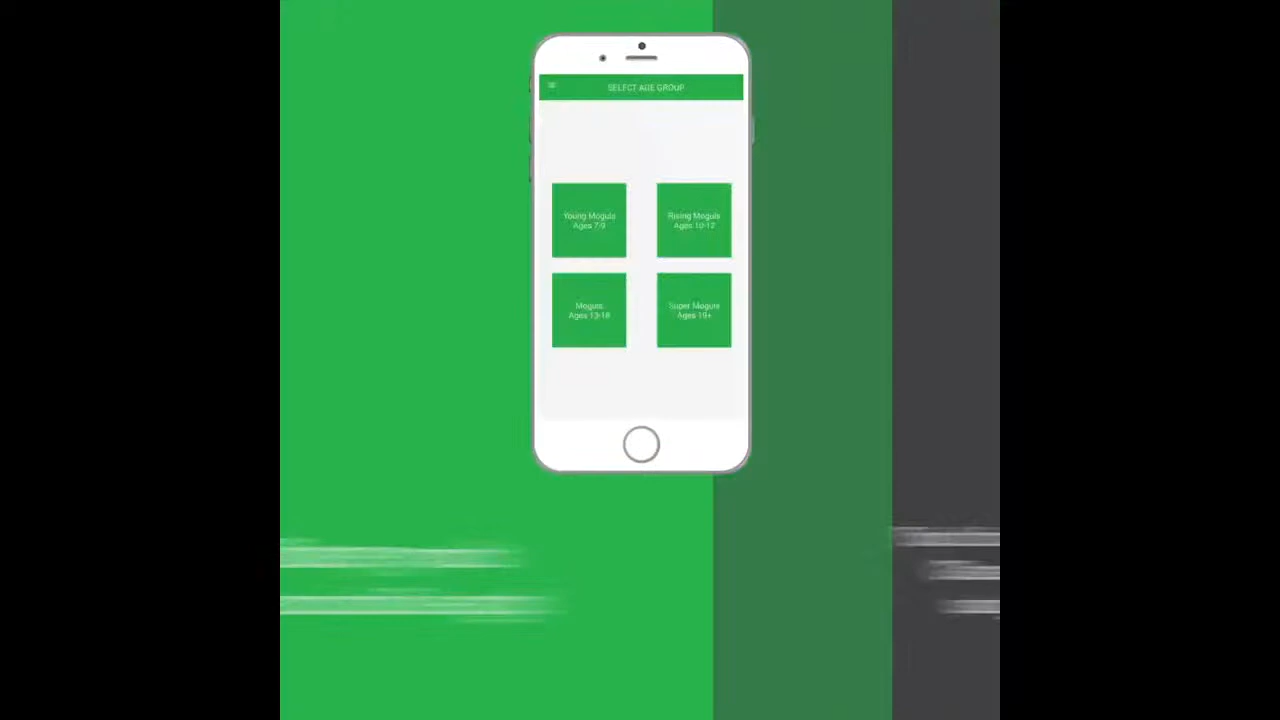 SELECT AGE GROUP
Young Moguls
Ages 7-9
Rising Moguls
Ages 10-12
Moguls
Ages 13-18
Super Moguls
Ages 19+